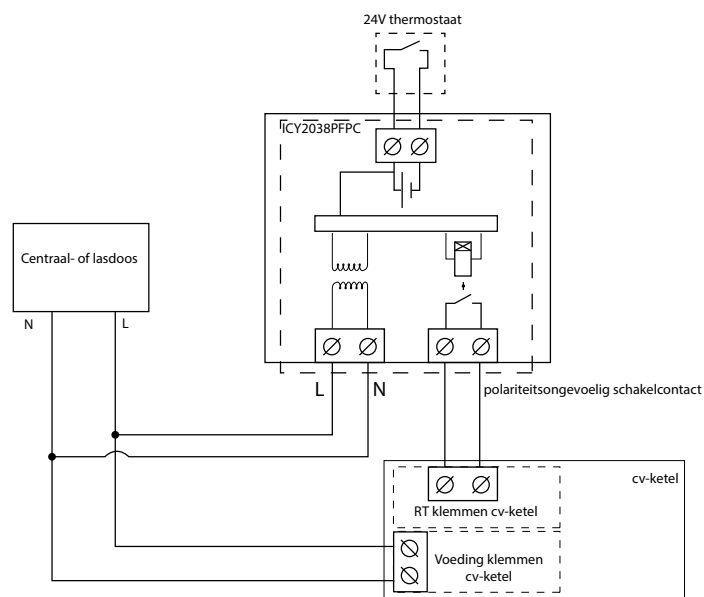 24V thermostaat
ICY2038PFPC
Centraal- of lasdoos
N
L
L
N
polariteitsongevoelig schakelcontact
cv-ketel
RT klemmen cv-ketel
Voeding klemmen
cv-ketel